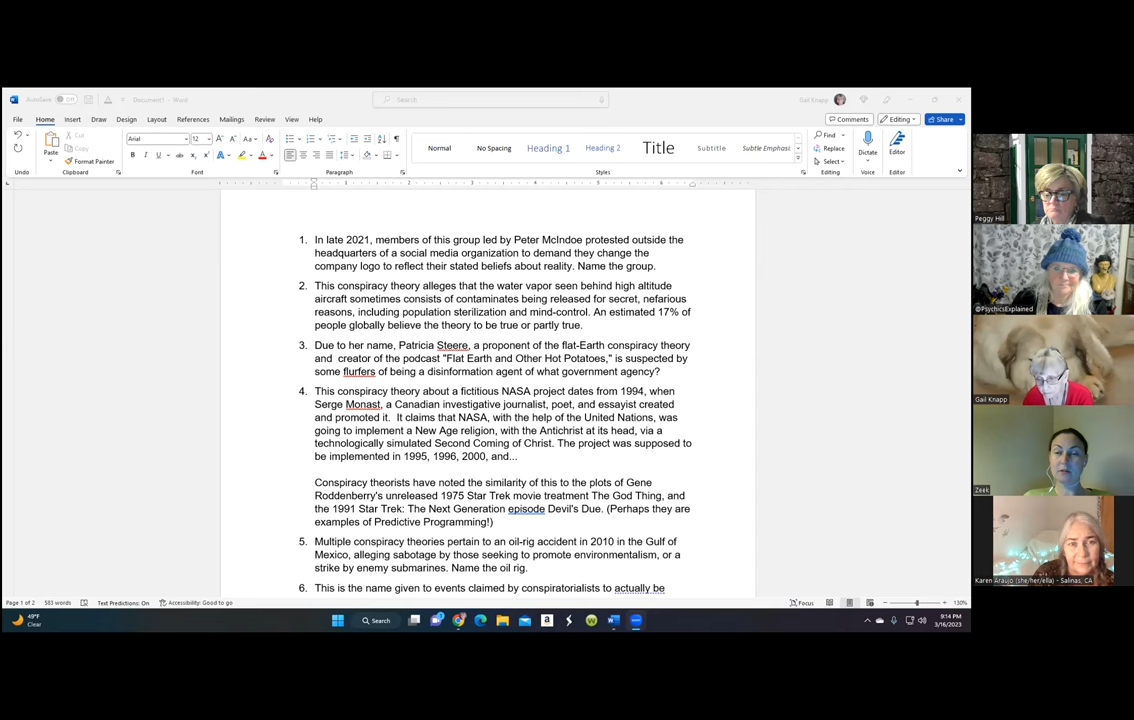 AutoSave Off Document1 - Word Search Gail Knapp
File Home Insert Draw Design Layout References Mailings Review View Help Comments Editing Share
Cut Arial 12 Find
Copy Normal No Spacing Heading 1 Heading 2 Title Subtitle Subtle Emphasi... Replace
Paste Format Painter Select Dictate Editor
Undo Clipboard Font Paragraph Styles Editing Voice Editor
1. In late 2021, members of this group led by Peter McIndoe protested outside the
headquarters of a social media organization to demand they change the
company logo to reflect their stated beliefs about reality. Name the group.
2. This conspiracy theory alleges that the water vapor seen behind high altitude
aircraft sometimes consists of contaminates being released for secret, nefarious
reasons, including population sterilization and mind-control. An estimated 17% of
people globally believe the theory to be true or partly true.
3. Due to her name, Patricia Steere, a proponent of the flat-Earth conspiracy theory
and creator of the podcast "Flat Earth and Other Hot Potatoes," is suspected by
some flurfers of being a disinformation agent of what government agency?
4. This conspiracy theory about a fictitious NASA project dates from 1994, when
Serge Monast, a Canadian investigative journalist, poet, and essayist created
and promoted it. It claims that NASA, with the help of the United Nations, was
going to implement a New Age religion, with the Antichrist at its head, via a
technologically simulated Second Coming of Christ. The project was supposed to
be implemented in 1995, 1996, 2000, and...
Conspiracy theorists have noted the similarity of this to the plots of Gene
Roddenberry's unreleased 1975 Star Trek movie treatment The God Thing, and
the 1991 Star Trek: The Next Generation episode Devil's Due. (Perhaps they are
examples of Predictive Programming!)
5. Multiple conspiracy theories pertain to an oil-rig accident in 2010 in the Gulf of
Mexico, alleging sabotage by those seeking to promote environmentalism, or a
strike by enemy submarines. Name the oil rig.
6. This is the name given to events claimed by conspiratorialists to actually be
Page 1 of 2 583 words Text Predictions: On Accessibility: Good to go Focus 130%
49°F
Clear
Search
9:14 PM
3/16/2023
Peggy Hill
@PsychicsExplained
Gail Knapp
Zeek
Karen Araujo (she/her/ella) - Salinas, CA